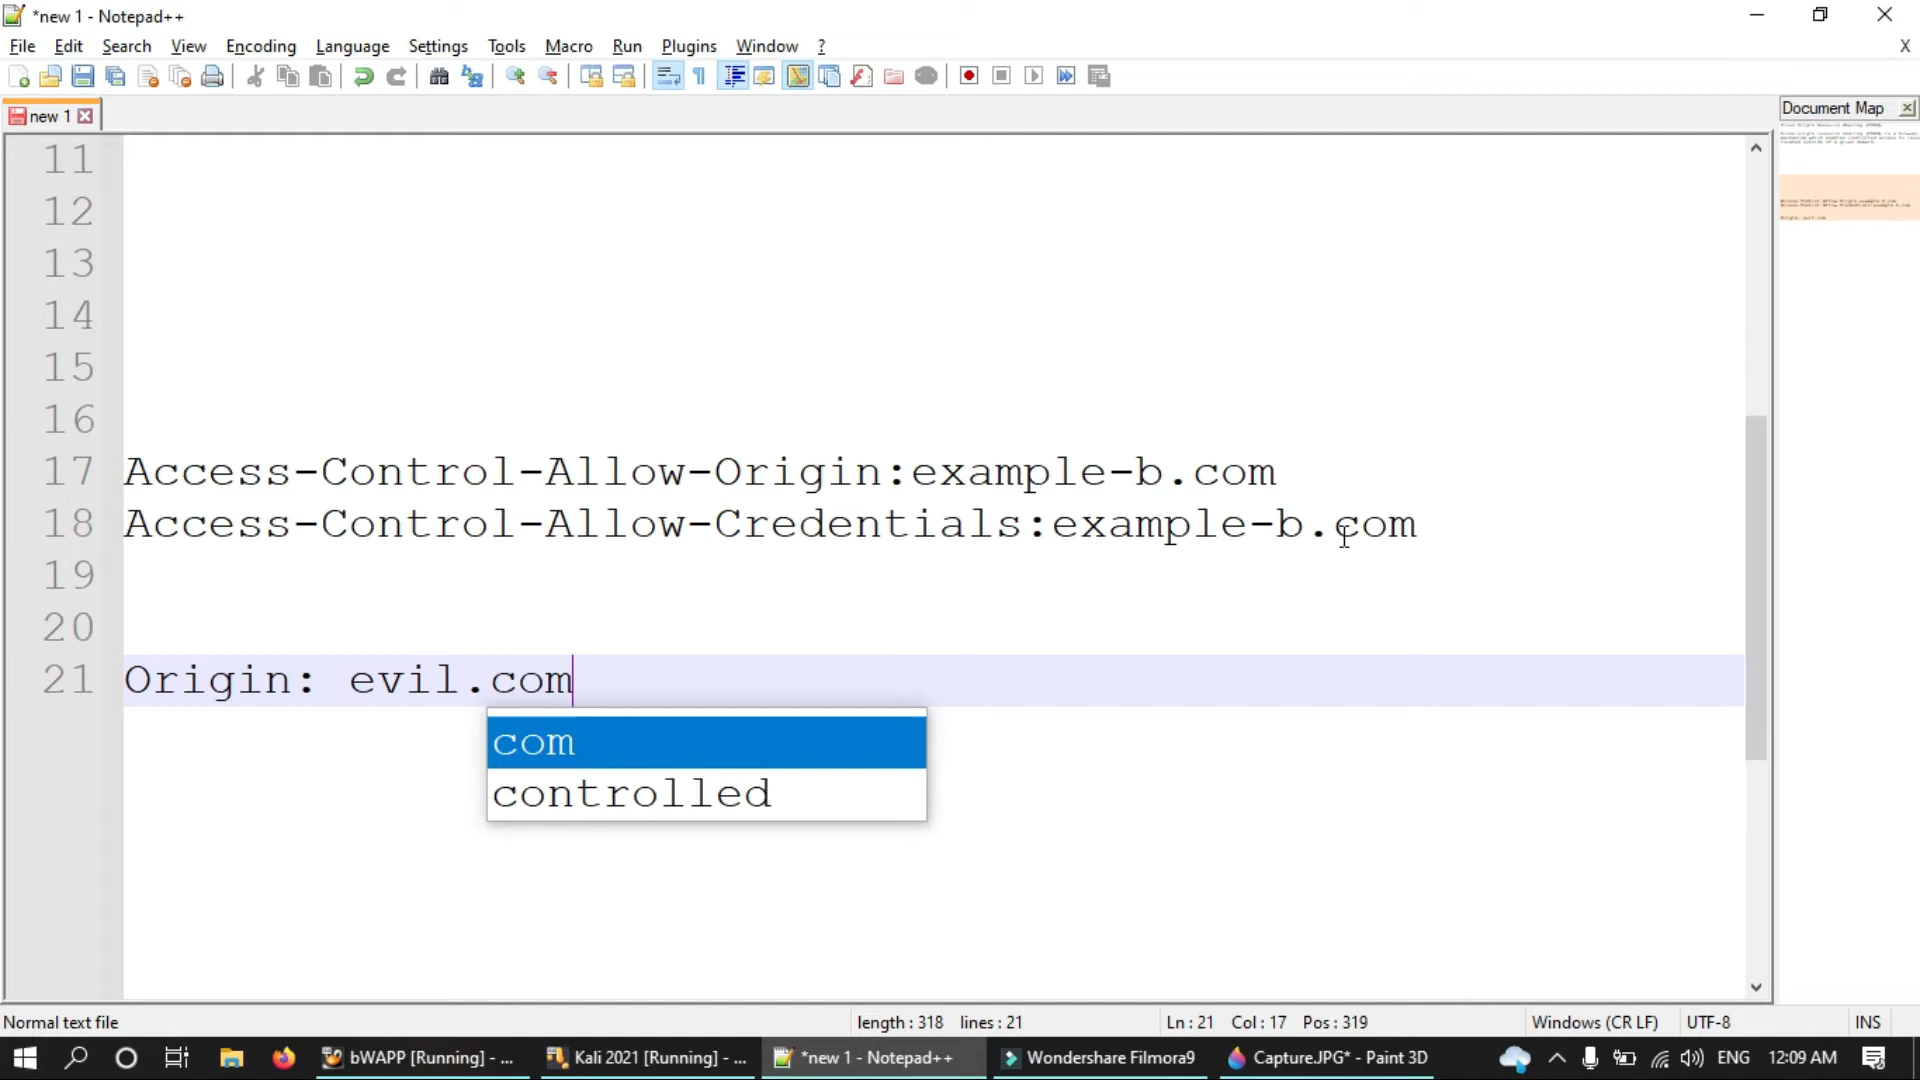 *new 1 - Notepad++
File Edit Search View Encoding Language Settings Tools Macro Run Plugins Window ?
X
new 1
Document Map
11
12
13
14
15
16
17 Access-Control-Allow-Origin:example-b.com
18 Access-Control-Allow-Credentials:example-b.com
19
20
21 Origin: evil.com
com
controlled
Normal text file length : 318 lines : 21 Ln : 21 Col : 17 Pos : 319 Windows (CR LF) UTF-8 INS
bWAPP [Running] - ... Kali 2021 [Running] - ... *new 1 - Notepad++ Wondershare Filmora9 CaptureJPG* - Paint 3D ENG 12:09 AM